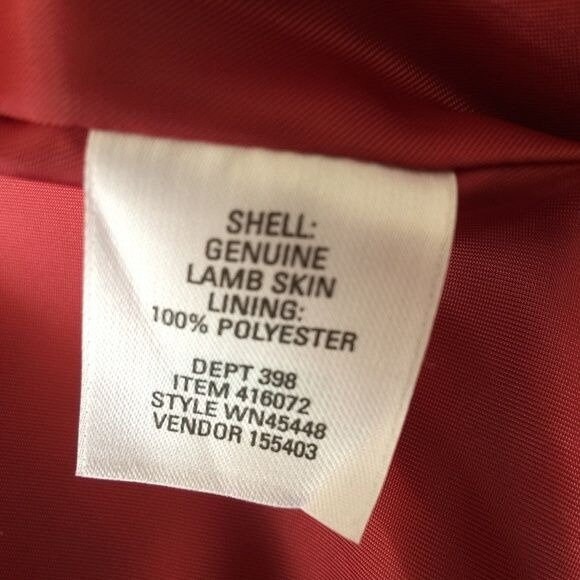 SHELL:
GENUINE
LAMB SKIN
LINING:
100% POLYESTER
DEPT 398
ITEM 416072
STYLE WN45448
VENDOR 155403